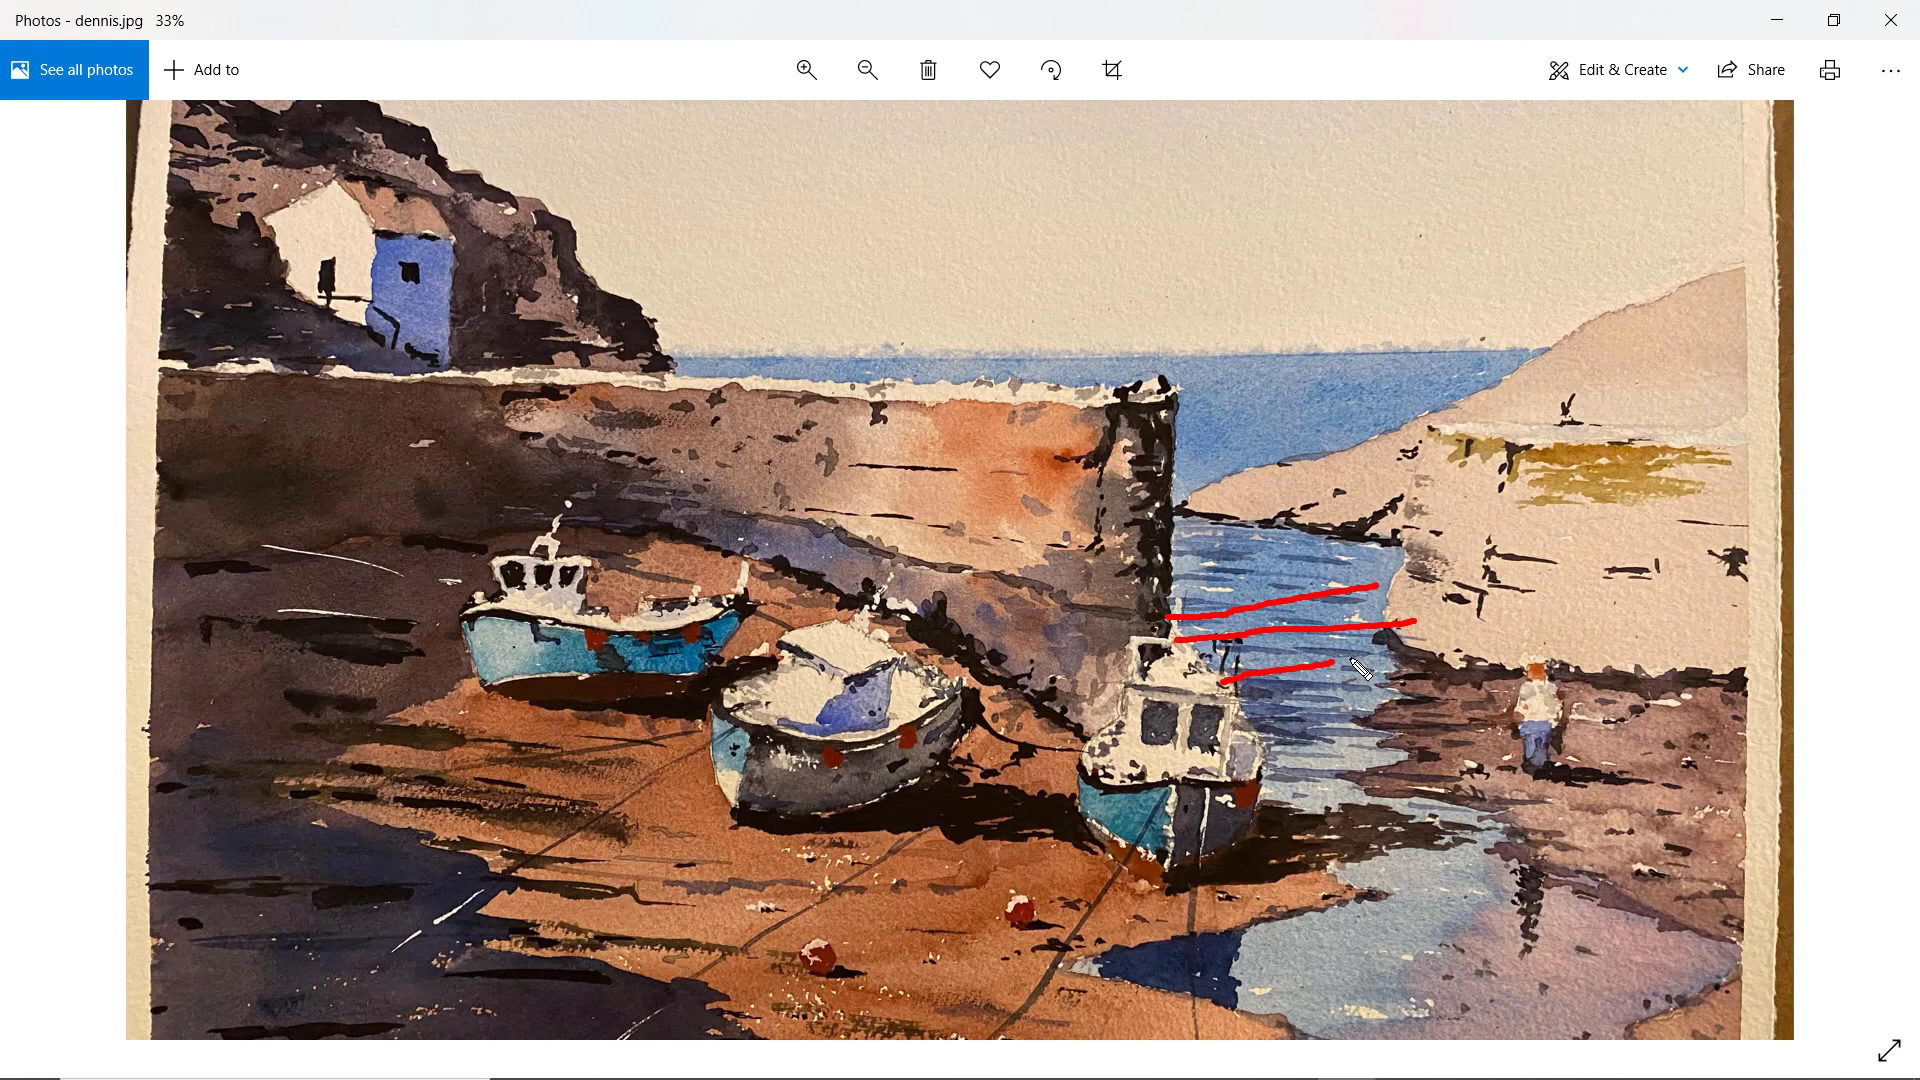 Photos - dennis.jpg 33%
See all photos
Add to
Edit & Create
Share